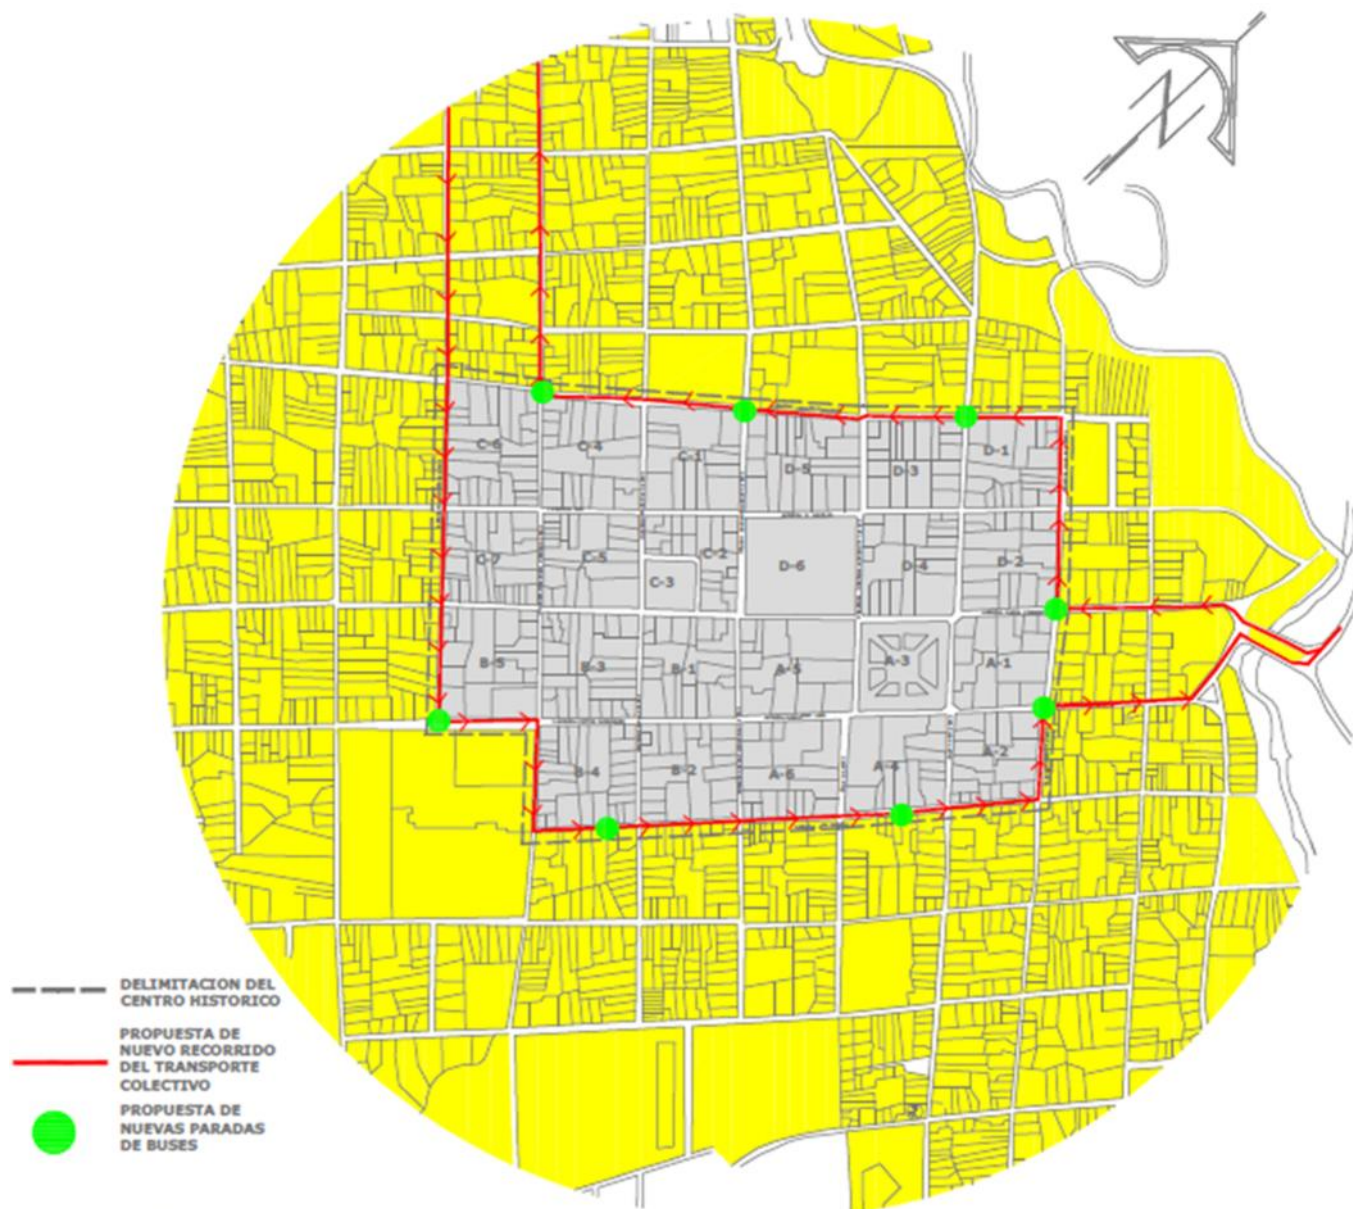 C-6
C-4
C-1
D-5
D-3
D-1
C-7
C-5
C-2
C-3
D-6
D-4
D-2
B-5
B-3
B-1
A-5
A-3
A-1
B-4
B-2
A-6
A-4
A-2
DELIMITACION DEL
CENTRO HISTORICO
PROPUESTA DE
NUEVO RECORRIDO
DEL TRANSPORTE
COLECTIVO
PROPUESTA DE
NUEVAS PARADAS
DE BUSES